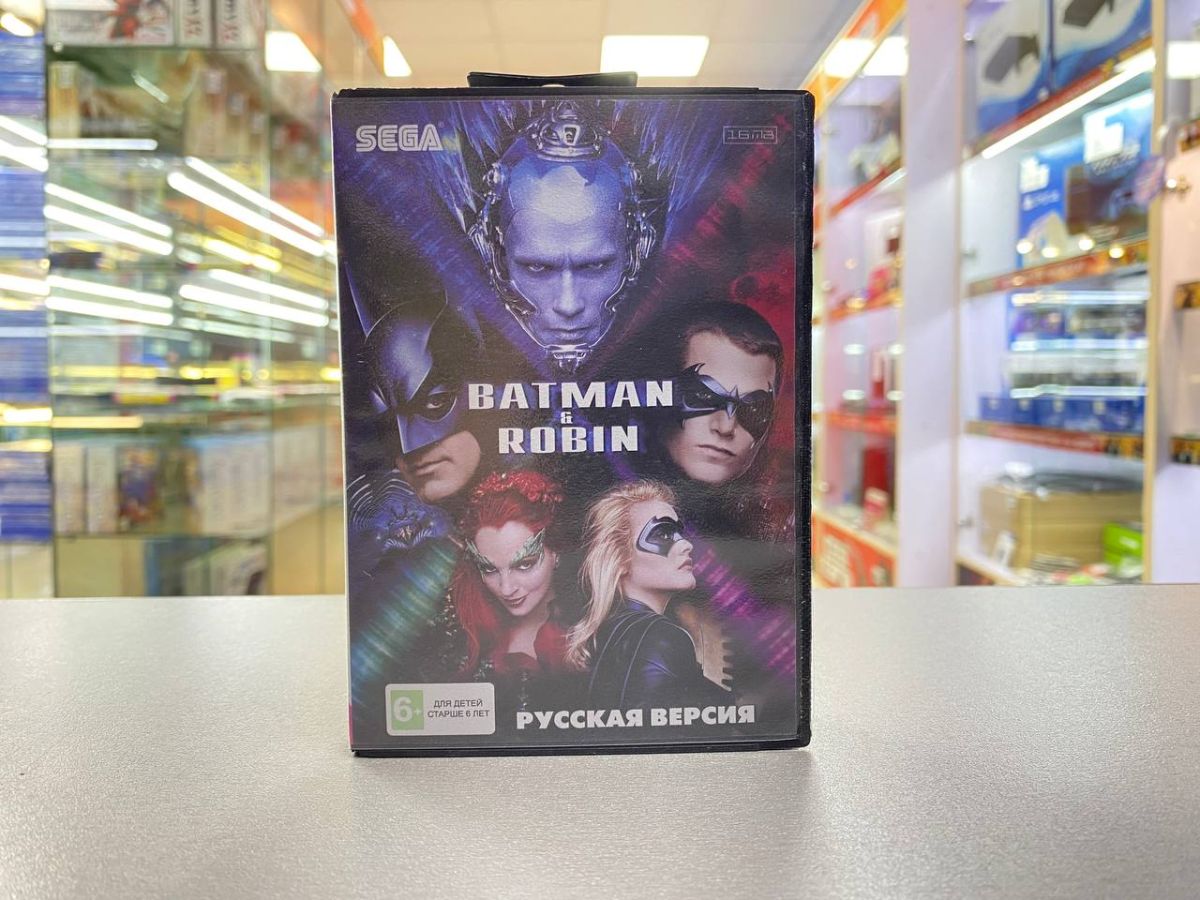 SEGA
16MB
BATMAN
&
ROBIN
6+
ДЛЯ ДЕТЕЙ
СТАРШЕ 6 ЛЕТ
РУССКАЯ ВЕРСИЯ